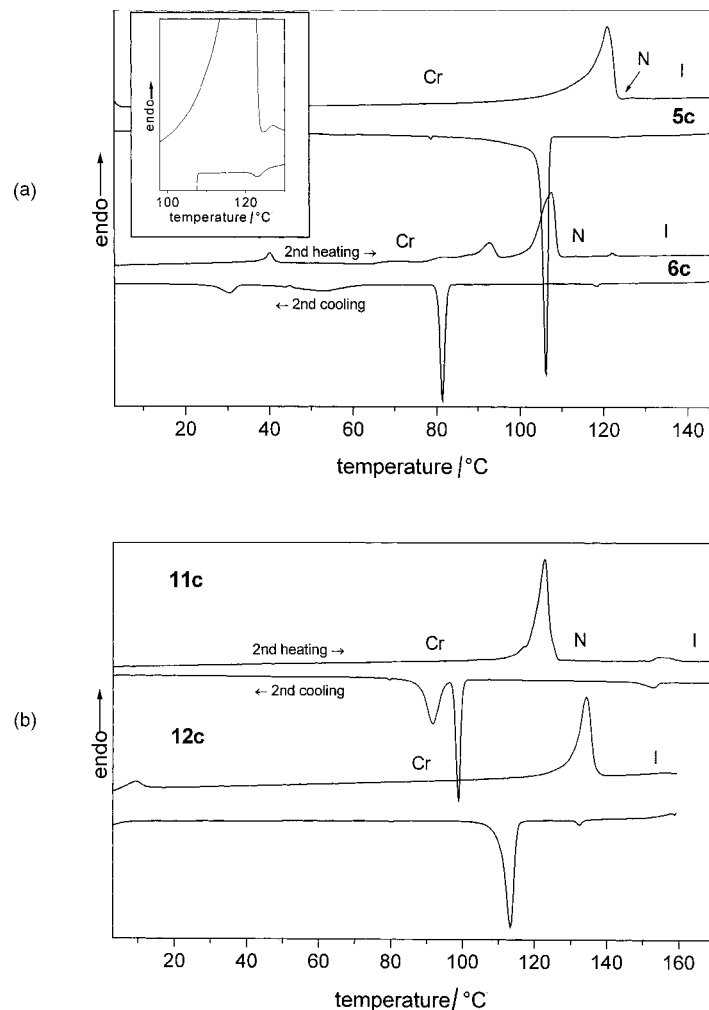 (a)
endo→
100 120
temperature/°C
Cr
N
I
5c
endo→
2nd heating →
Cr
N
I
6c
← 2nd cooling
20 40 60 80 100 120 140
temperature/°C
(b)
endo→
11c
2nd heating →
Cr
N
I
← 2nd cooling
12c
Cr
I
20 40 60 80 100 120 140 160
temperature/°C